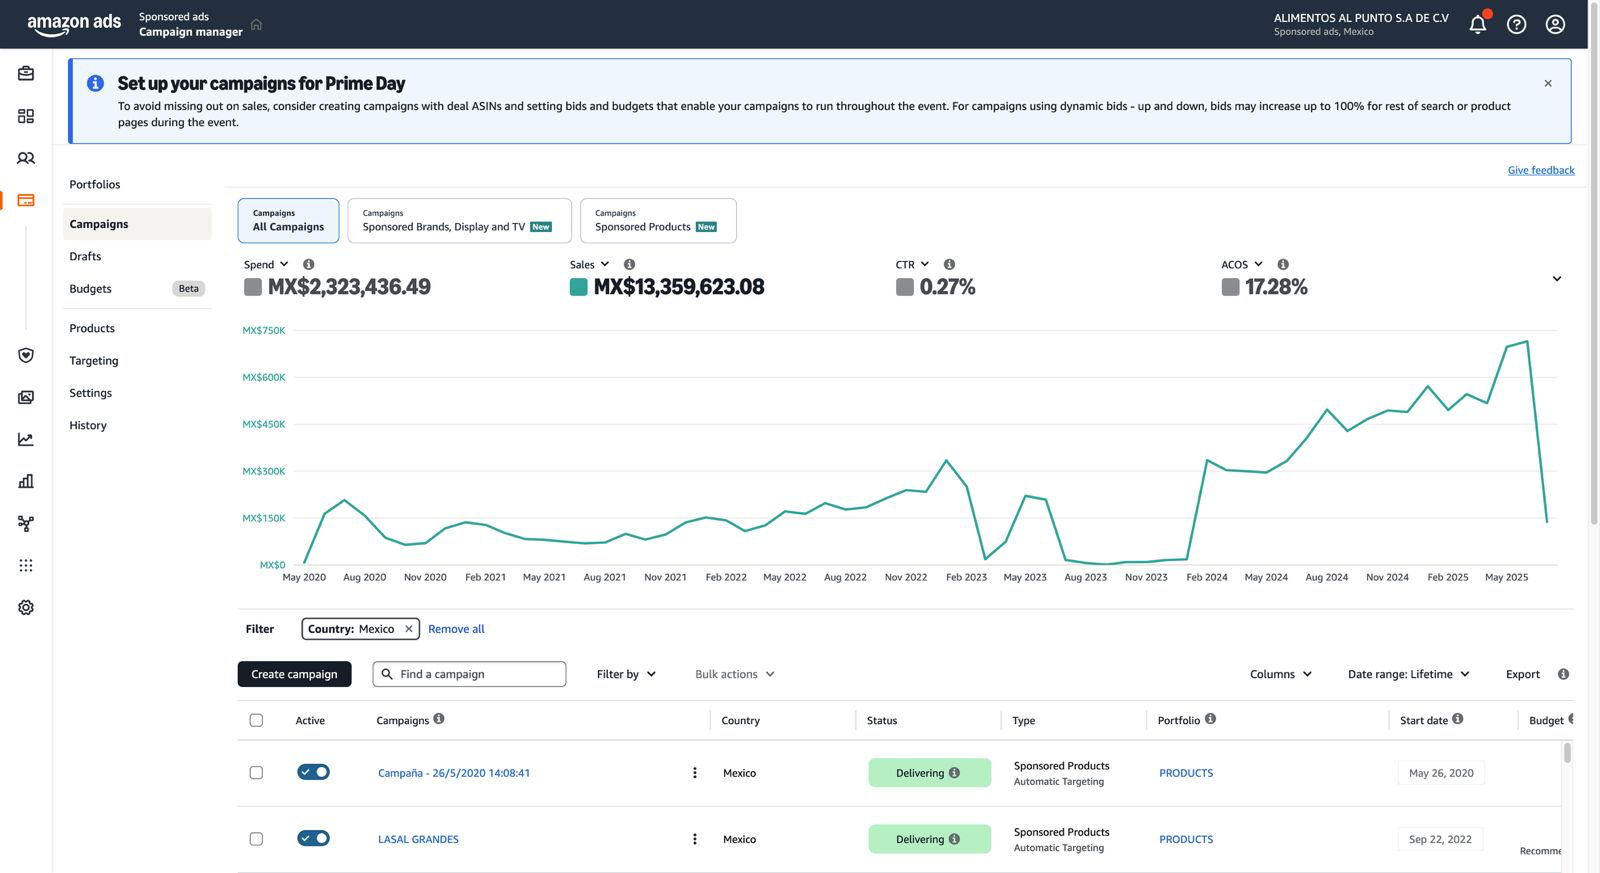 amazon ads
Sponsored ads
Campaign manager
ALIMENTOS AL PUNTO S.A DE C.V
Sponsored ads, Mexico
Set up your campaigns for Prime Day
To avoid missing out on sales, consider creating campaigns with deal ASINs and setting bids and budgets that enable your campaigns to run throughout the event. For campaigns using dynamic bids - up and down, bids may increase up to 100% for rest of search or product
pages during the event.
Give feedback
Portfolios
Campaigns
Drafts
Budgets Beta
Products
Targeting
Settings
History
Campaigns
All Campaigns
Campaigns
Sponsored Brands, Display and TV New
Campaigns
Sponsored Products New
Spend
MX$2,323,436.49
Sales
MX$13,359,623.08
CTR
0.27%
ACOS
17.28%
MX$750K
MX$600K
MX$450K
MX$300K
MX$150K
MX$0
May 2020 Aug 2020 Nov 2020 Feb 2021 May 2021 Aug 2021 Nov 2021 Feb 2022 May 2022 Aug 2022 Nov 2022 Feb 2023 May 2023 Aug 2023 Nov 2023 Feb 2024 May 2024 Aug 2024 Nov 2024 Feb 2025 May 2025
Filter Country: Mexico Remove all
Create campaign Find a campaign Filter by Bulk actions Columns Date range: Lifetime Export
Active Campaigns Country Status Type Portfolio Start date Budget
Campaña - 26/5/2020 14:08:41 Mexico Delivering Sponsored Products PRODUCTS May 26, 2020
Automatic Targeting
LASAL GRANDES Mexico Delivering Sponsored Products PRODUCTS Sep 22, 2022
Automatic Targeting
Recomme